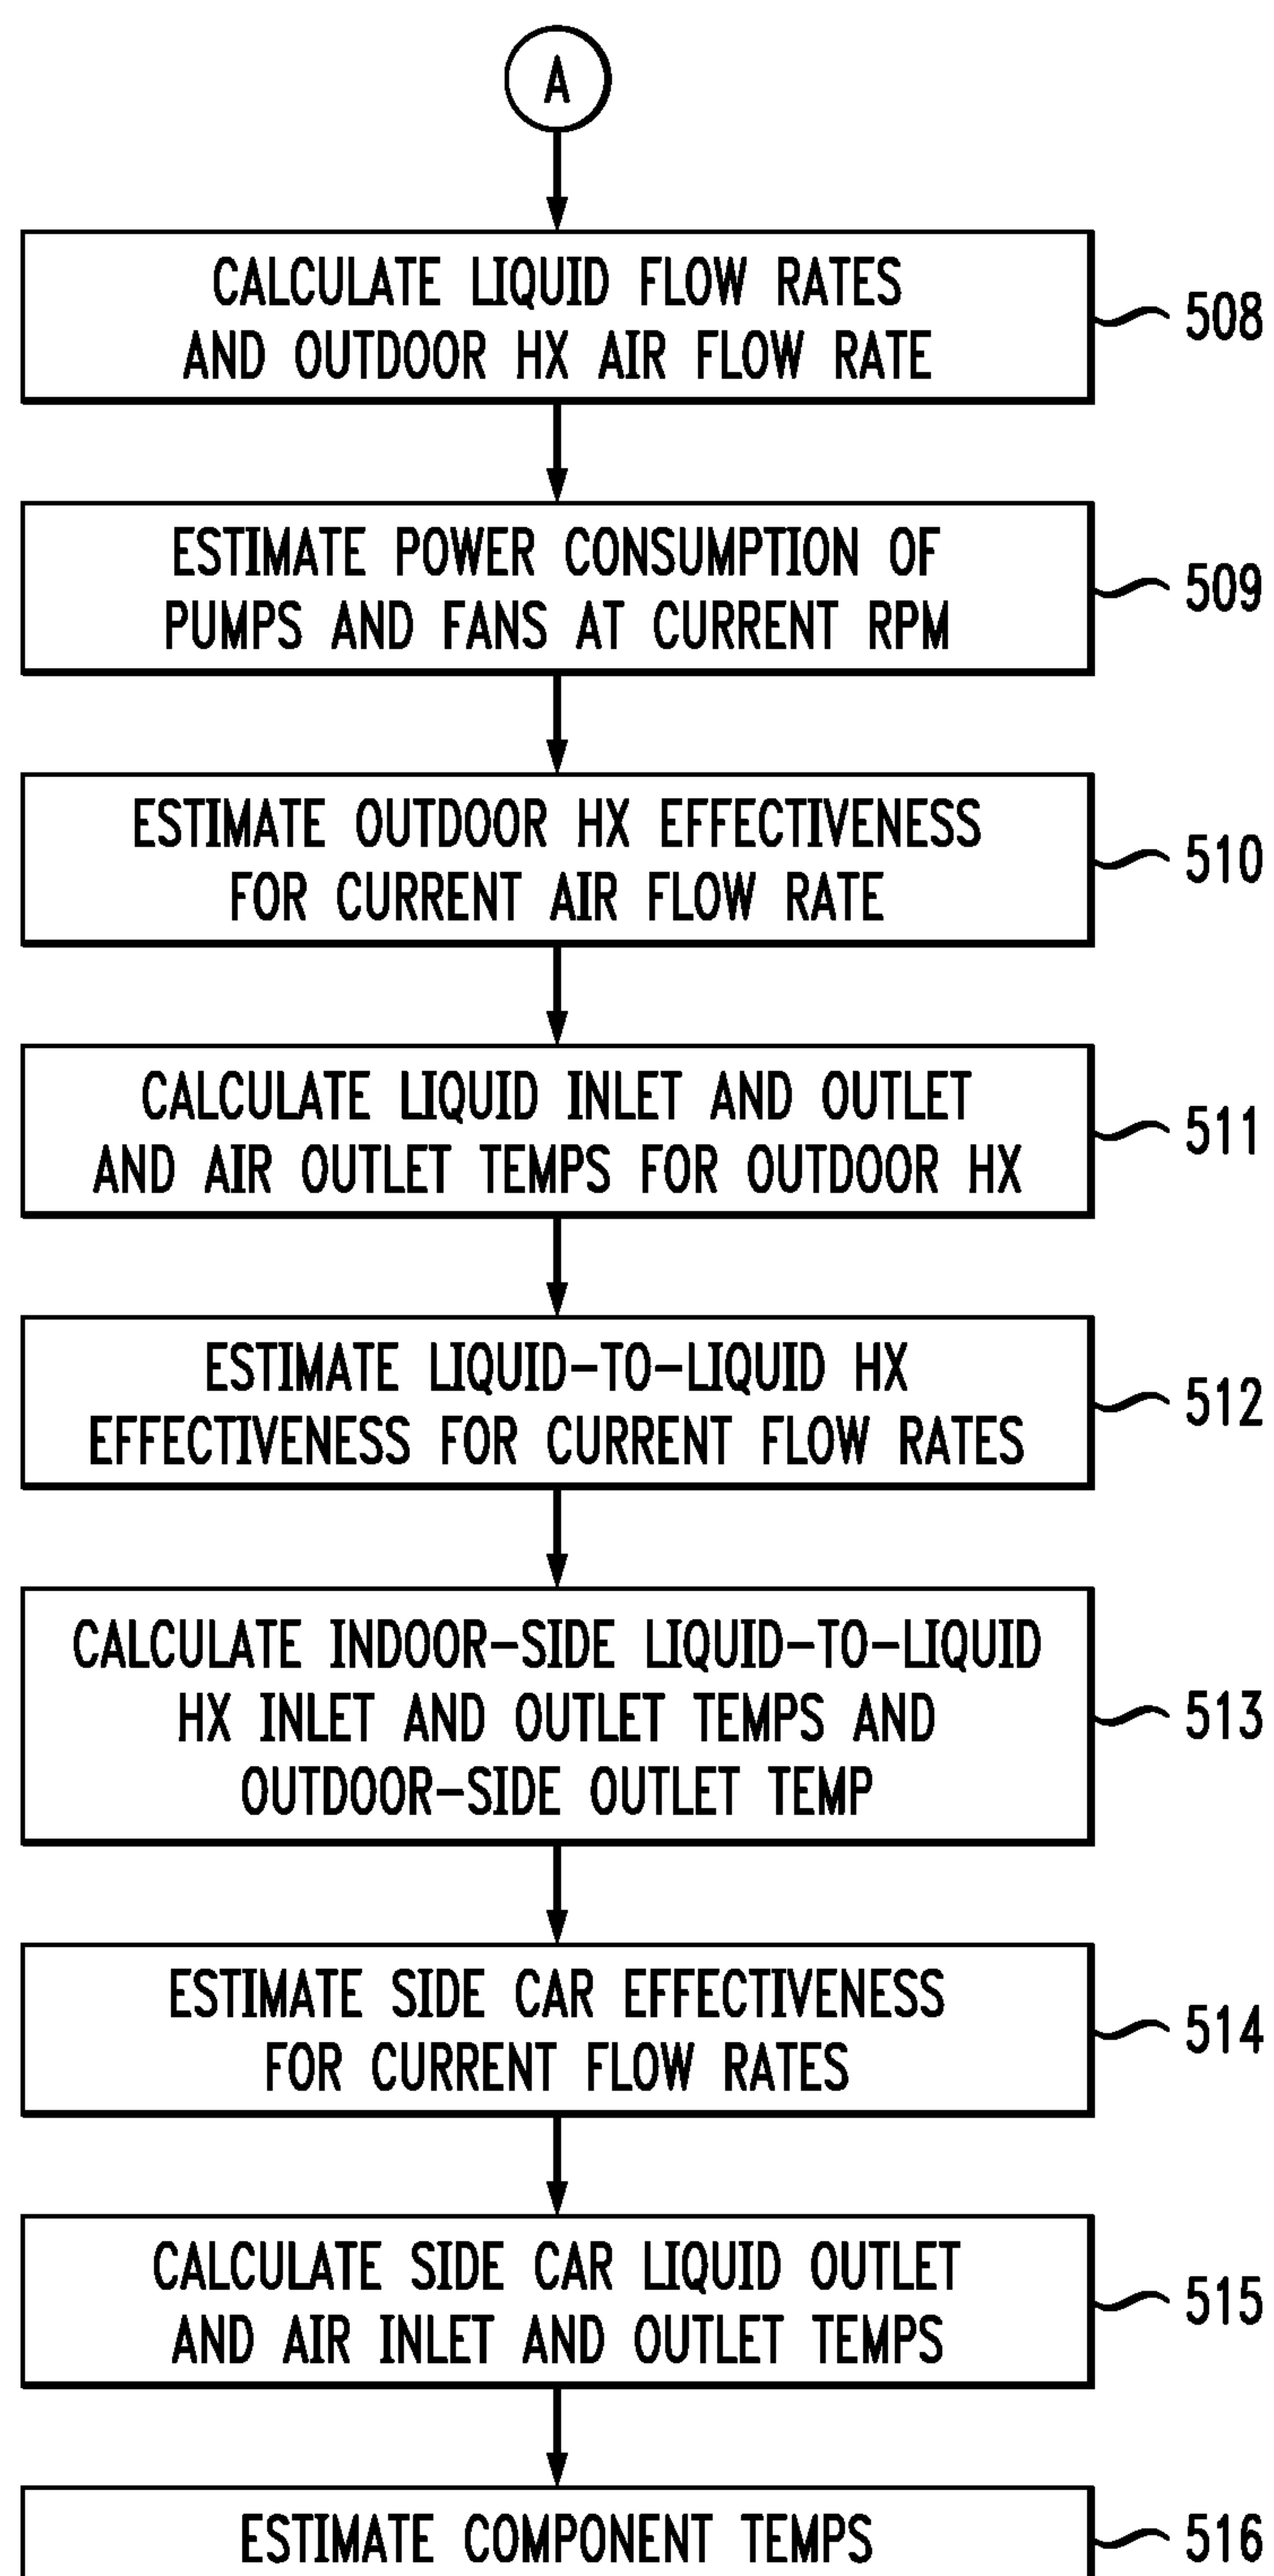 A
CALCULATE LIQUID FLOW RATES
AND OUTDOOR HX AIR FLOW RATE
508
ESTIMATE POWER CONSUMPTION OF
PUMPS AND FANS AT CURRENT RPM
509
ESTIMATE OUTDOOR HX EFFECTIVENESS
FOR CURRENT AIR FLOW RATE
510
CALCULATE LIQUID INLET AND OUTLET
AND AIR OUTLET TEMPS FOR OUTDOOR HX
511
ESTIMATE LIQUID-TO-LIQUID HX
EFFECTIVENESS FOR CURRENT FLOW RATES
512
CALCULATE INDOOR-SIDE LIQUID-TO-LIQUID
HX INLET AND OUTLET TEMPS AND
OUTDOOR-SIDE OUTLET TEMP
513
ESTIMATE SIDE CAR EFFECTIVENESS
FOR CURRENT FLOW RATES
514
CALCULATE SIDE CAR LIQUID OUTLET
AND AIR INLET AND OUTLET TEMPS
515
ESTIMATE COMPONENT TEMPS
516